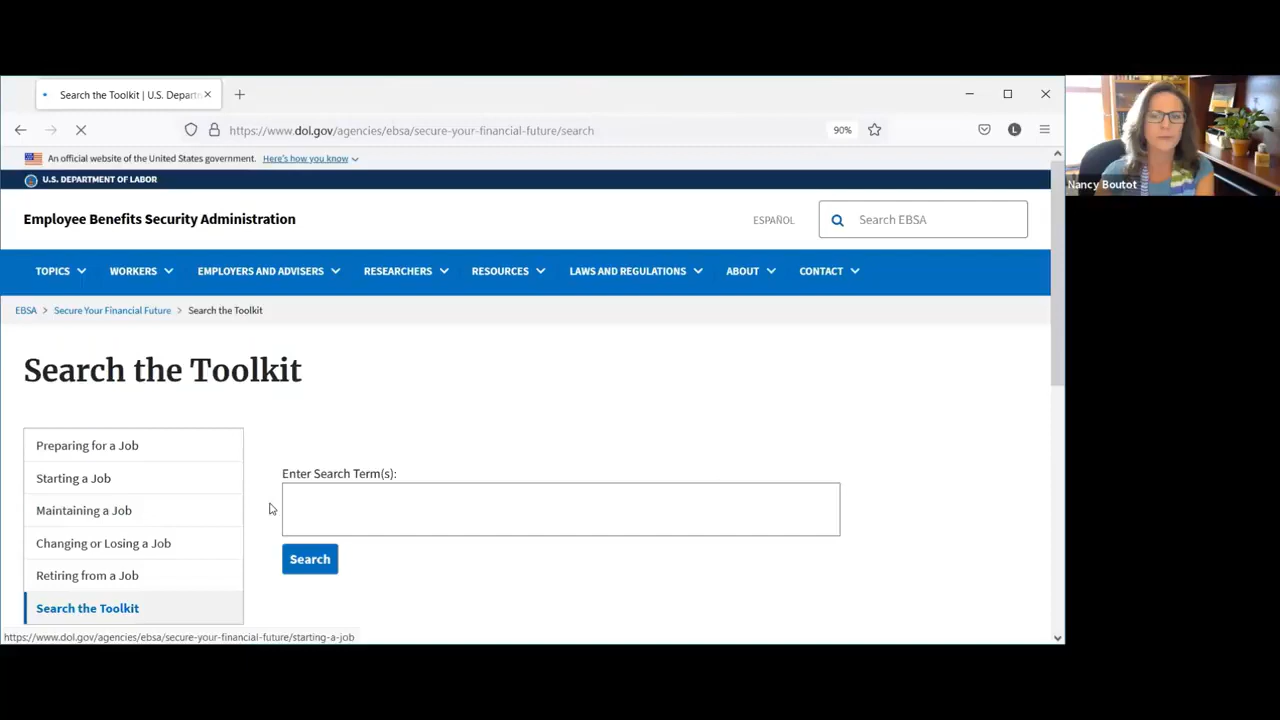 Search the Toolkit | U.S. Departn
https://www.dol.gov/agencies/ebsa/secure-your-financial-future/search
90%
L
An official website of the United States government. Here's how you know
U.S. DEPARTMENT OF LABOR
Employee Benefits Security Administration
ESPAÑOL
Search EBSA
TOPICS WORKERS EMPLOYERS AND ADVISERS RESEARCHERS RESOURCES LAWS AND REGULATIONS ABOUT CONTACT
EBSA > Secure Your Financial Future > Search the Toolkit
Search the Toolkit
Preparing for a Job
Starting a Job
Maintaining a Job
Changing or Losing a Job
Retiring from a Job
Search the Toolkit
Enter Search Term(s):
Search
https://www.dol.gov/agencies/ebsa/secure-your-financial-future/starting-a-job
Nancy Boutot